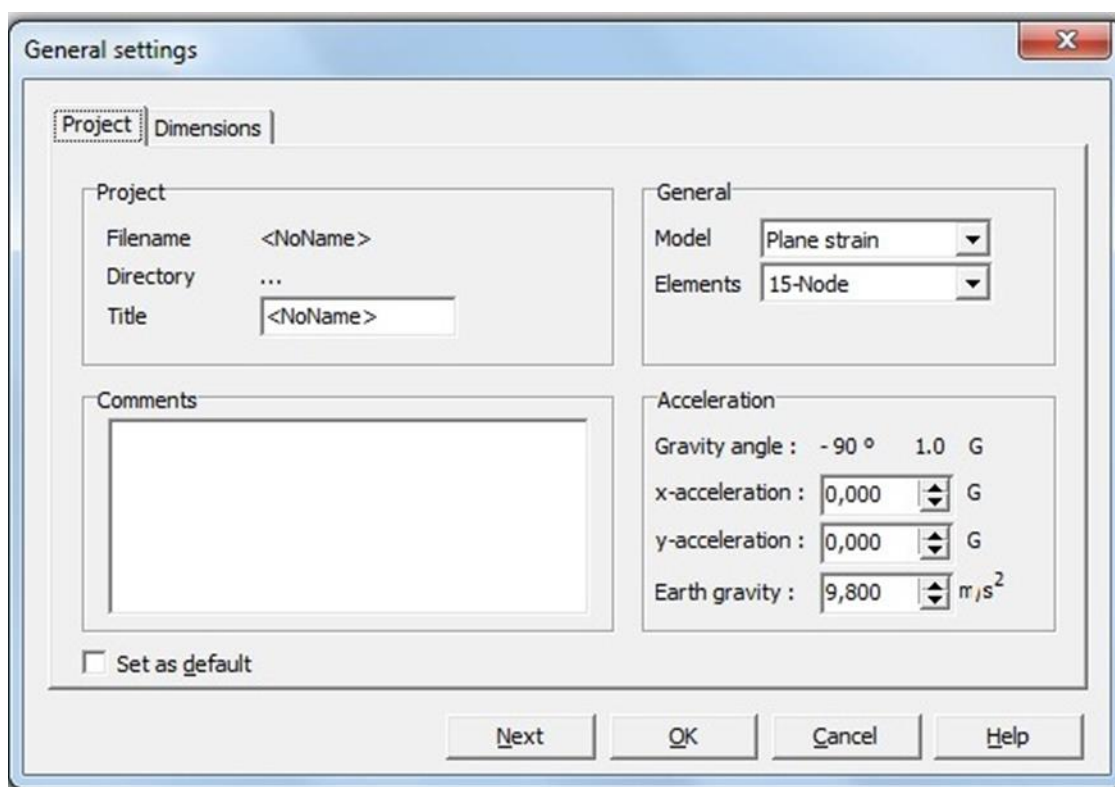 General settings
Project Dimensions
Project
Filename <NoName>
Directory ...
Title <NoName>
General
Model Plane strain
Elements 15-Node
Comments
Acceleration
Gravity angle : - 90 º 1.0 G
x-acceleration : 0,000 G
y-acceleration : 0,000 G
Earth gravity : 9,800 m/s²
Set as default
Next OK Cancel Help